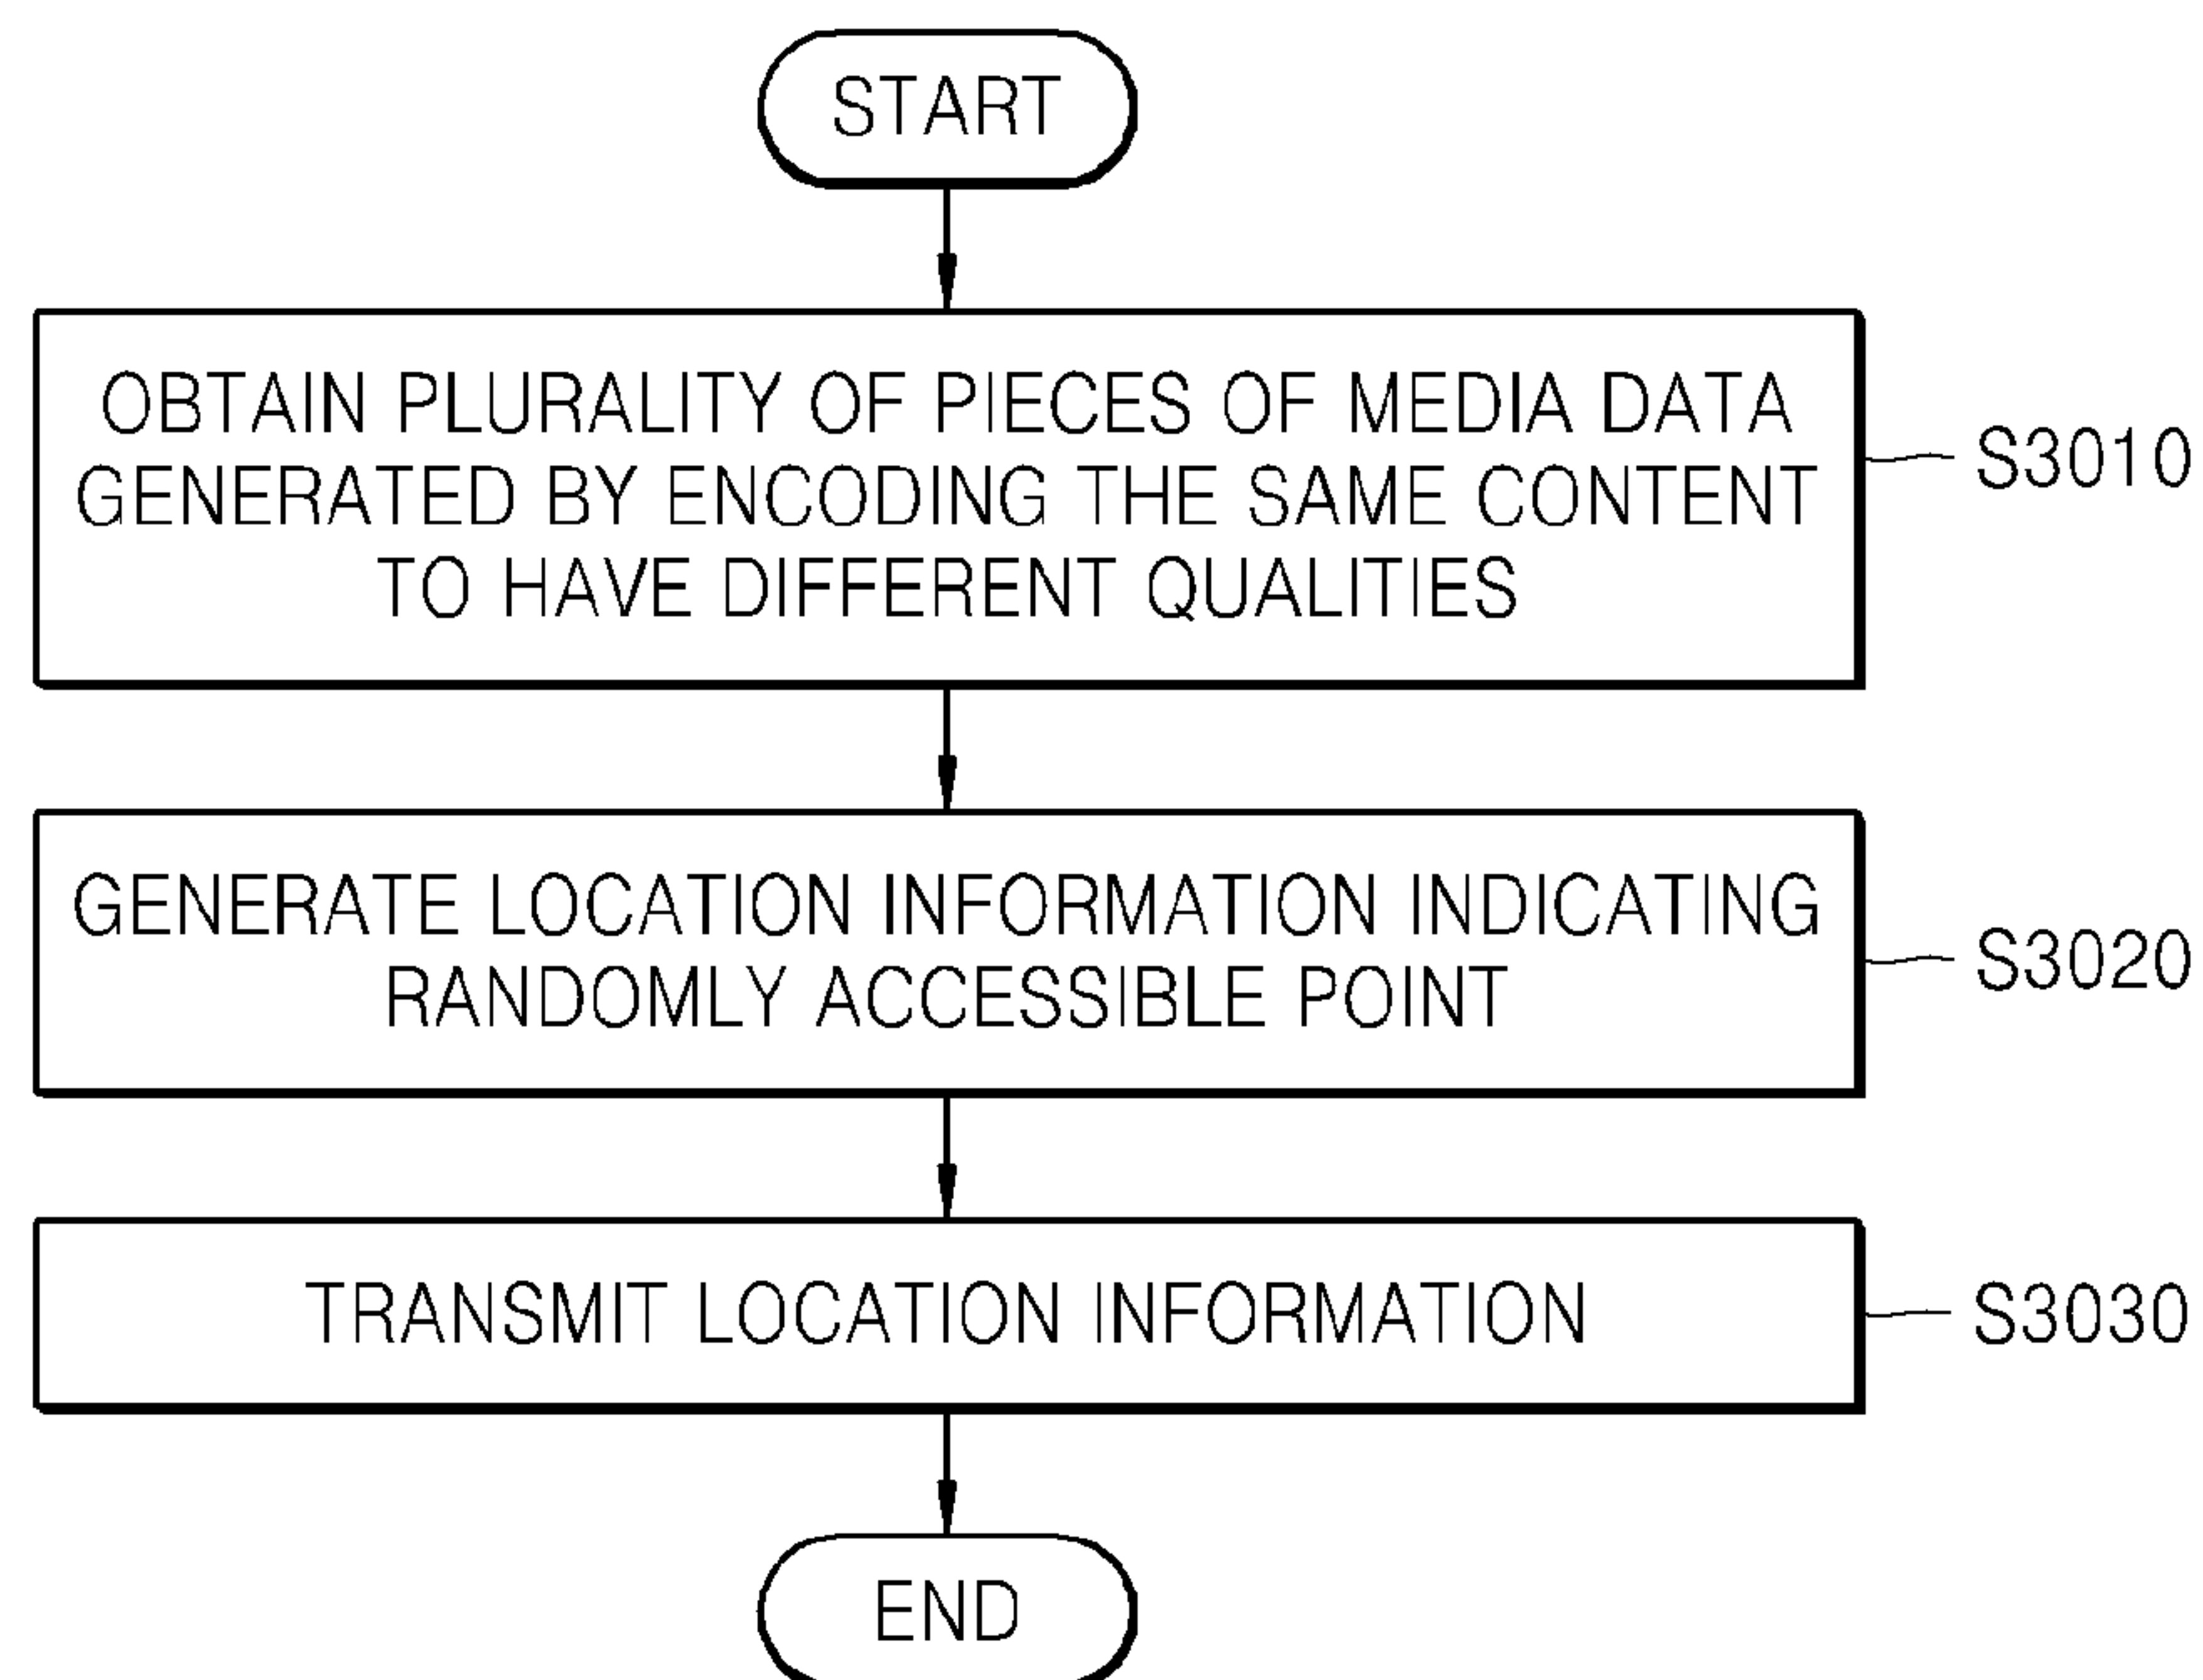 START
OBTAIN PLURALITY OF PIECES OF MEDIA DATA
GENERATED BY ENCODING THE SAME CONTENT
TO HAVE DIFFERENT QUALITIES
S3010
GENERATE LOCATION INFORMATION INDICATING
RANDOMLY ACCESSIBLE POINT
S3020
TRANSMIT LOCATION INFORMATION
S3030
END